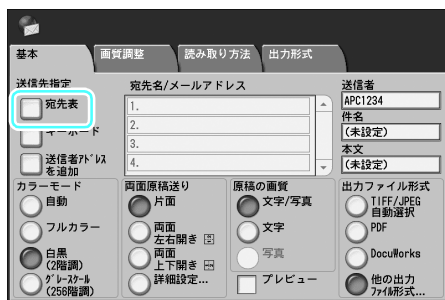 基本
画質調整
読み取り方法
出力形式
送信先指定
宛先名/メールアドレス
送信者
宛先表
1.
APC1234
件名
キーボード
2.
(未設定)
3.
本文
送信者アドレス
を追加
4.
(未設定)
カラーモード
両面原稿送り
原稿の画質
出力ファイル形式
自動
片面
文字/写真
TIFF/JPEG
自動選択
フルカラー
両面
左右開き
文字
PDF
白黒
(2階調)
両面
上下開き
写真
DocuWorks
グレースケール
(256階調)
詳細設定...
プレビュー
他の出力
ファイル形式...